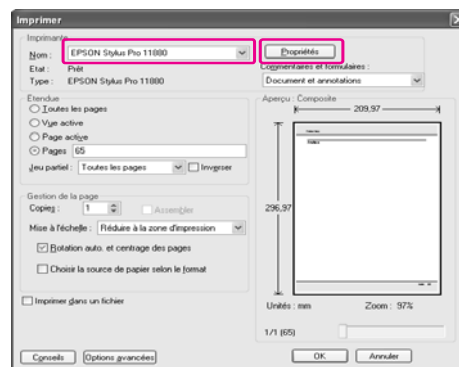 Imprimer
Imprimante
Nom : EPSON Stylus Pro 11880
Propriétés
Etat : Prêt
Commentaires et formulaires :
Type : EPSON Stylus Pro 11880
Document et annotations
Étendue
Toutes les pages
Vue active
Page active
Pages 65
Jeu partiel : Toutes les pages
Inverser
Aperçu : Composite
209,97
296,97
Gestion de la page
Copies : 1
Assembler
Mise à l'échelle : Réduire à la zone d'impression
Rotation auto. et centrage des pages
Choisir la source de papier selon le format
Imprimer dans un fichier
Unités : mm
Zoom : 97%
1/1 (65)
Conseils
Options avancées
OK
Annuler